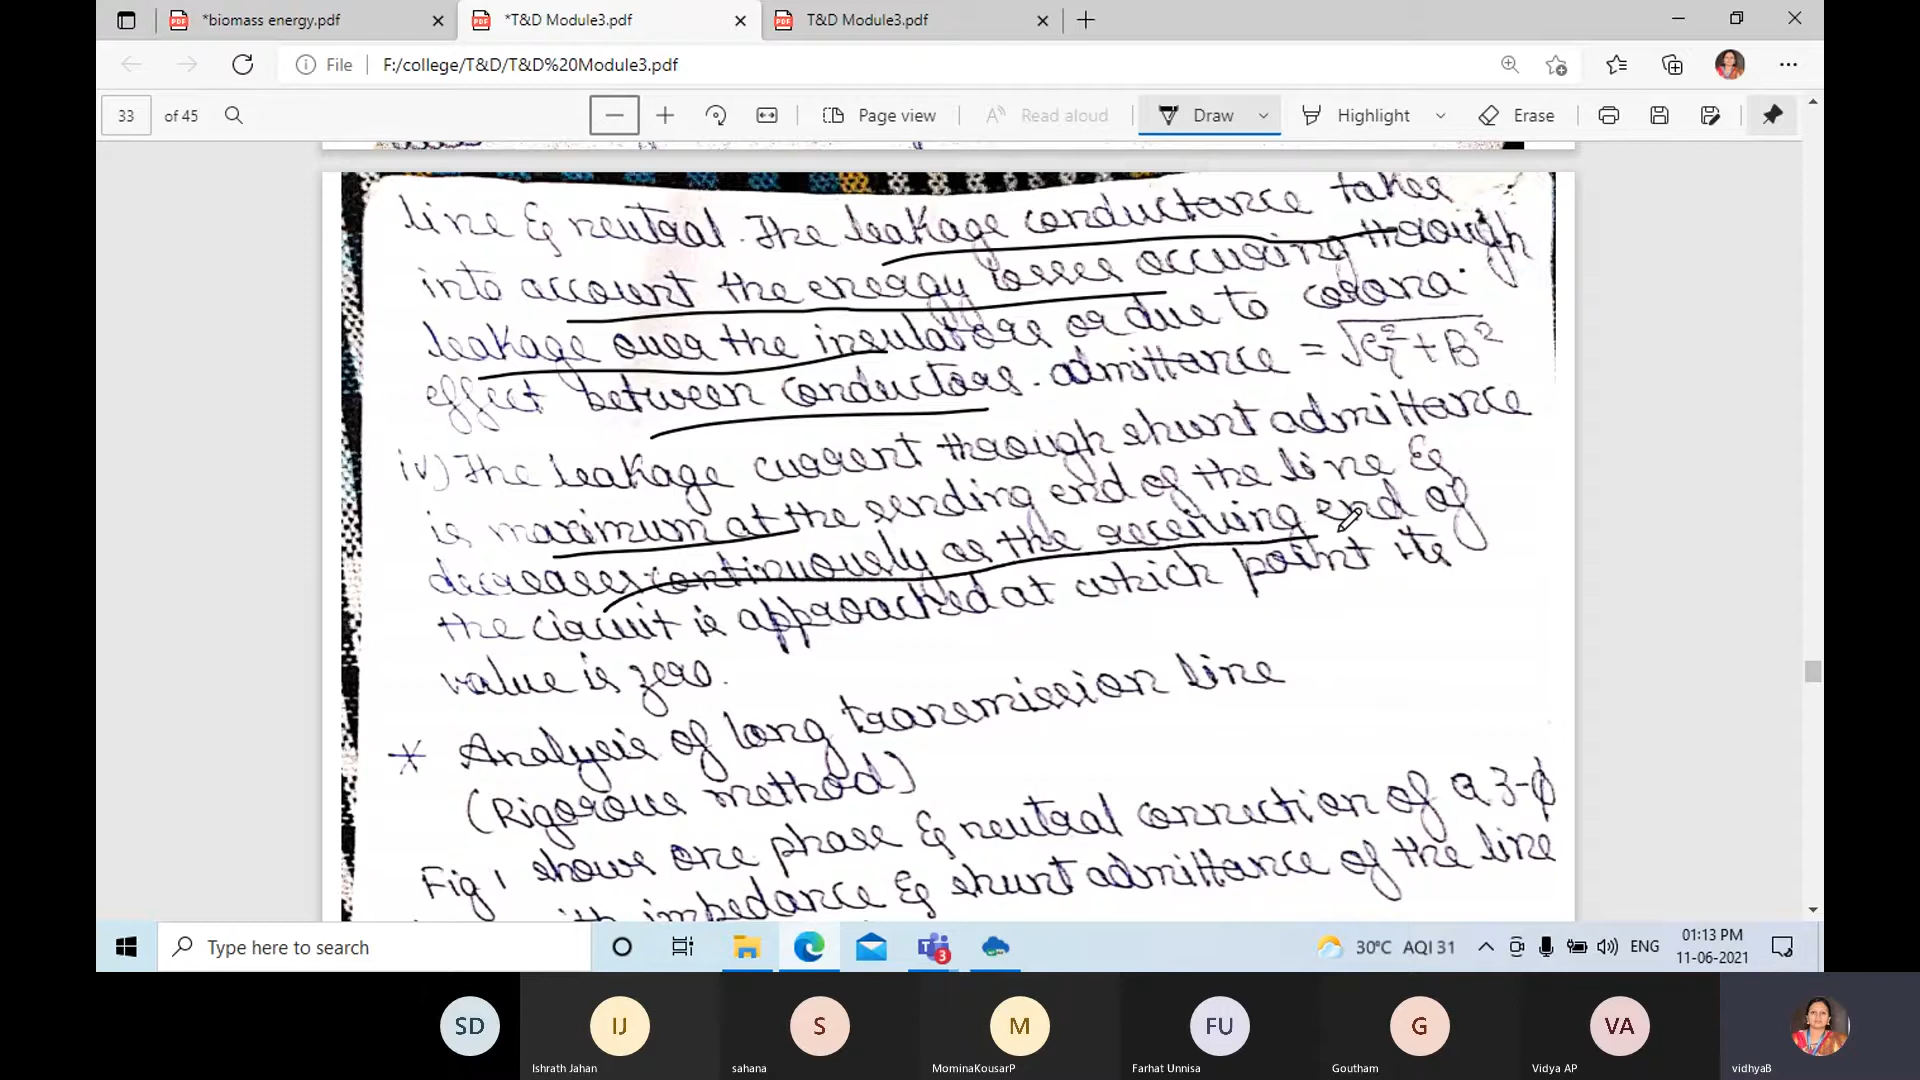 *biomass energy.pdf
*T&D Module3.pdf
T&D Module3.pdf
File
F:/college/T&D/T&D%20Module3.pdf
33 of 45
Page view
Read aloud
Draw
Highlight
Erase
line & neutral. The leakage conductance takes
into account the energy losses occuring through
leakage over the insulators or due to corona
effect between conductors. admittance = √G²+B²
iv) The leakage current through shunt admittance
is maximum at the sending end of the line &
decreases continuously as the receiving end of
the circuit is approached at which point its
value is zero.
* Analysis of long transmission line
(Rigorous method)
Fig 1 shows one phase & neutral connection of a 3-ϕ
impedance & shunt admittance of the line
Type here to search
3
30°C AQI 31
ENG
01:13 PM
11-06-2021
SD
IJ
S
M
FU
G
VA
Ishrath Jahan
sahana
MominaKousarP
Farhat Unnisa
Goutham
Vidya AP
vidhyaB